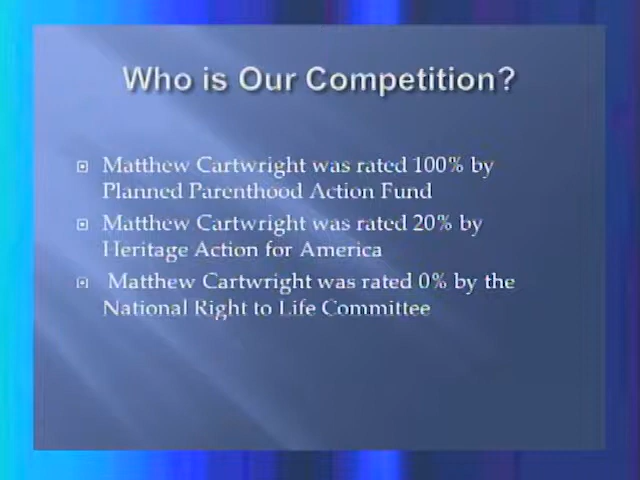 Who is Our Competition?
Matthew Cartwright was rated 100% by
Planned Parenthood Action Fund
Matthew Cartwright was rated 20% by
Heritage Action for America
Matthew Cartwright was rated 0% by the
National Right to Life Committee